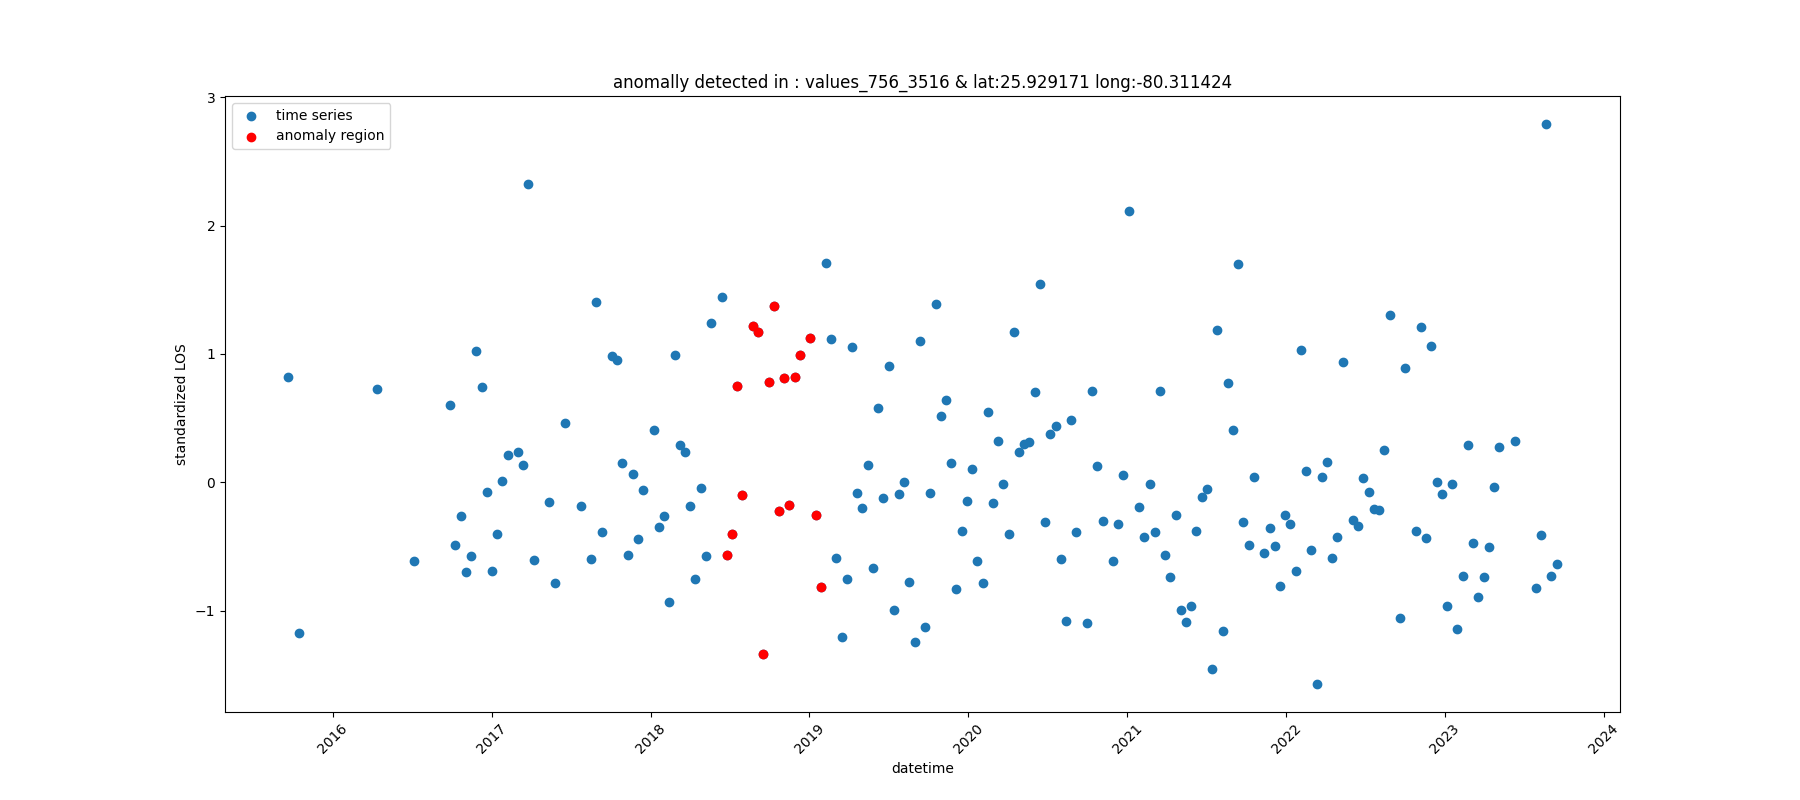 anomally detected in : values_756_3516 & lat:25.929171 long:-80.311424
time series
anomaly region
standardized LOS
3
2
1
0
−1
2016
2017
2018
2019
2020
2021
2022
2023
2024
datetime